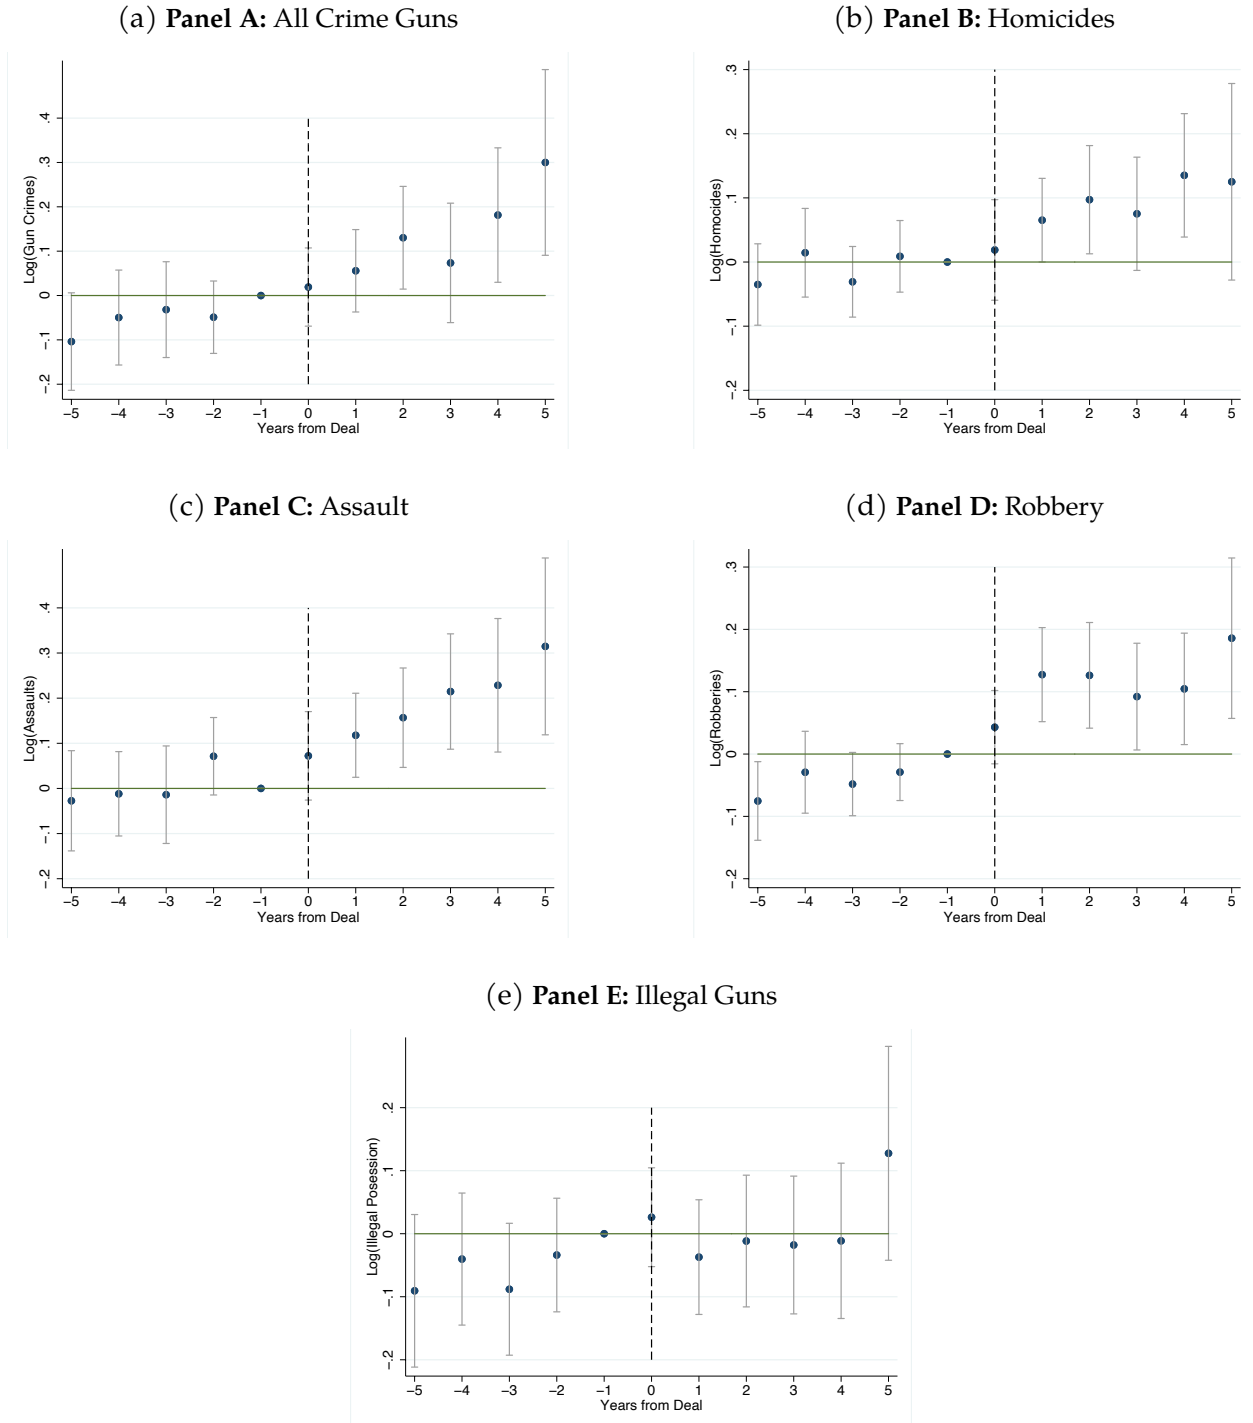 (a) Panel A: All Crime Guns
Log(Gun Crimes)
.4
.3
.2
.1
0
−.1
−.2
−5 −4 −3 −2 −1 0 1 2 3 4 5
Years from Deal
(b) Panel B: Homicides
Log(Homocides)
.3
.2
.1
0
−.1
−.2
−5 −4 −3 −2 −1 0 1 2 3 4 5
Years from Deal
(c) Panel C: Assault
Log(Assaults)
.4
.3
.2
.1
0
−.1
−.2
−5 −4 −3 −2 −1 0 1 2 3 4 5
Years from Deal
(d) Panel D: Robbery
Log(Robberies)
.3
.2
.1
0
−.1
−.2
−5 −4 −3 −2 −1 0 1 2 3 4 5
Years from Deal
(e) Panel E: Illegal Guns
Log(Illegal Posession)
.2
.1
0
−.1
−.2
−5 −4 −3 −2 −1 0 1 2 3 4 5
Years from Deal